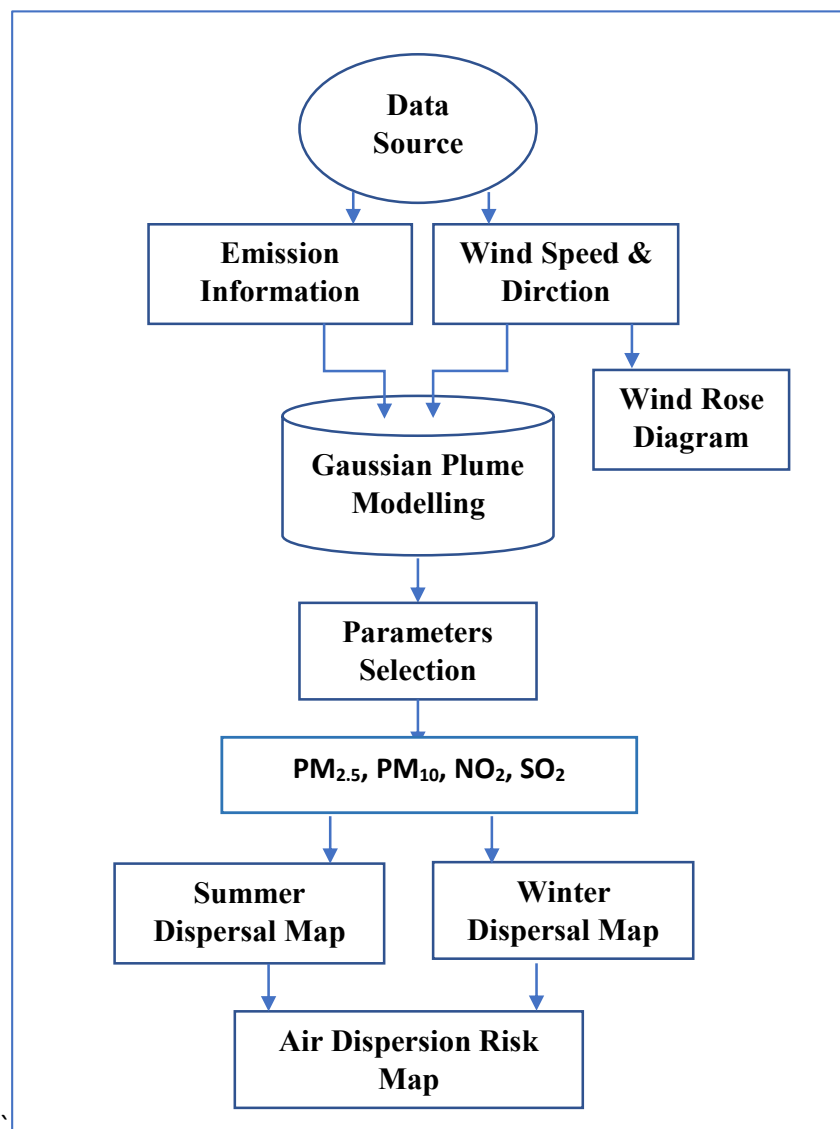 Data
Source
Emission
Information
Wind Speed &
Dirction
Wind Rose
Diagram
Gaussian Plume
Modelling
Parameters
Selection
PM₂.₅, PM₁₀, NO₂, SO₂
Summer
Dispersal Map
Winter
Dispersal Map
Air Dispersion Risk
Map
`